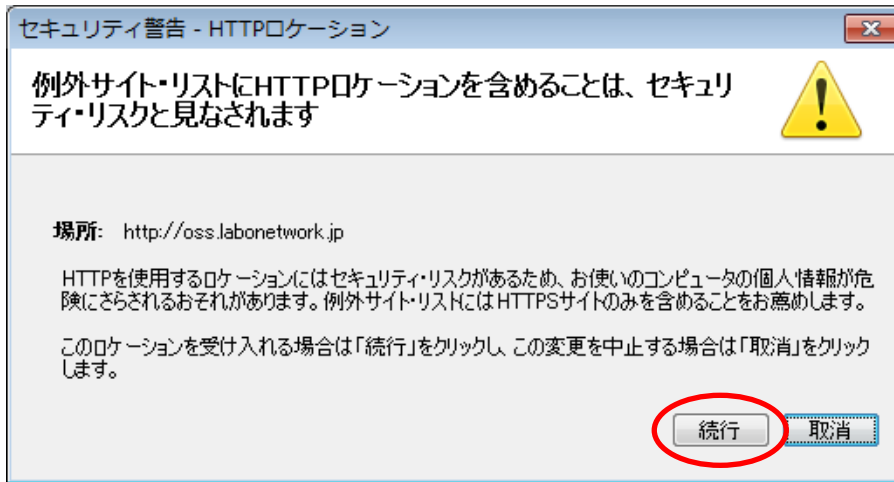 セキュリティ警告 - HTTPロケーション
例外サイト・リストにHTTPロケーションを含めることは、セキュリ
ティ・リスクと見なされます
場所: http://oss.labonetwork.jp
HTTPを使用するロケーションにはセキュリティ・リスクがあるため、お使いのコンピュータの個人情報が危
険にさらされるおそれがあります。例外サイト・リストにはHTTPSサイトのみを含めることをお薦めします。
このロケーションを受け入れる場合は「続行」をクリックし、この変更を中止する場合は「取消」をクリック
します。
続行 取消